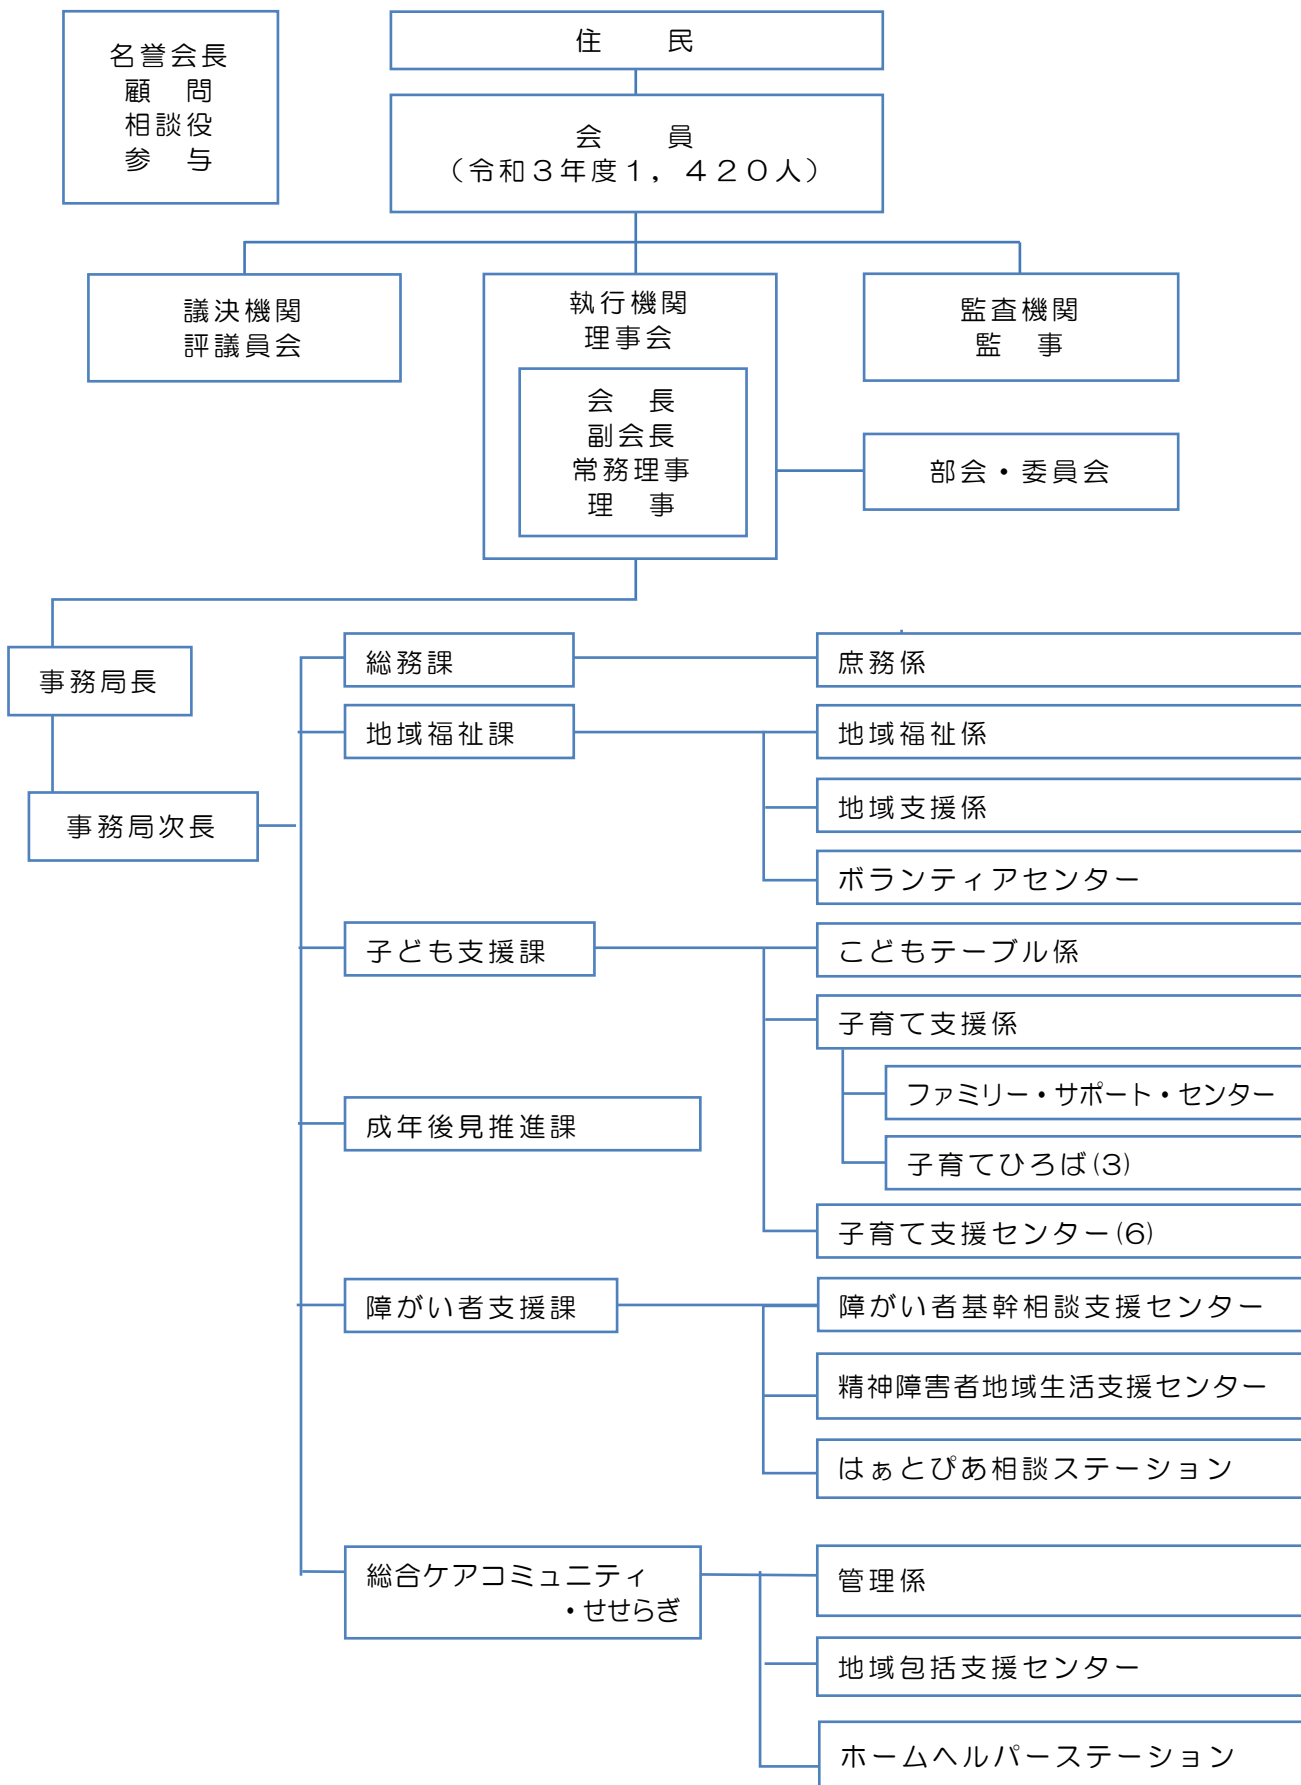 名誉会長
顧　問
相談役
参　与
住　　民
会　　員
（令和３年度１，４２０人）
議決機関
評議員会
執行機関
理事会
会　長
副会長
常務理事
理　事
監査機関
監　事
部会・委員会
事務局長
事務局次長
総務課
庶務係
地域福祉課
地域福祉係
地域支援係
ボランティアセンター
子ども支援課
こどもテーブル係
子育て支援係
ファミリー・サポート・センター
子育てひろば(3)
子育て支援センター(6)
成年後見推進課
障がい者支援課
障がい者基幹相談支援センター
精神障害者地域生活支援センター
はぁとぴあ相談ステーション
総合ケアコミュニティ
・せせらぎ
管理係
地域包括支援センター
ホームヘルパーステーション